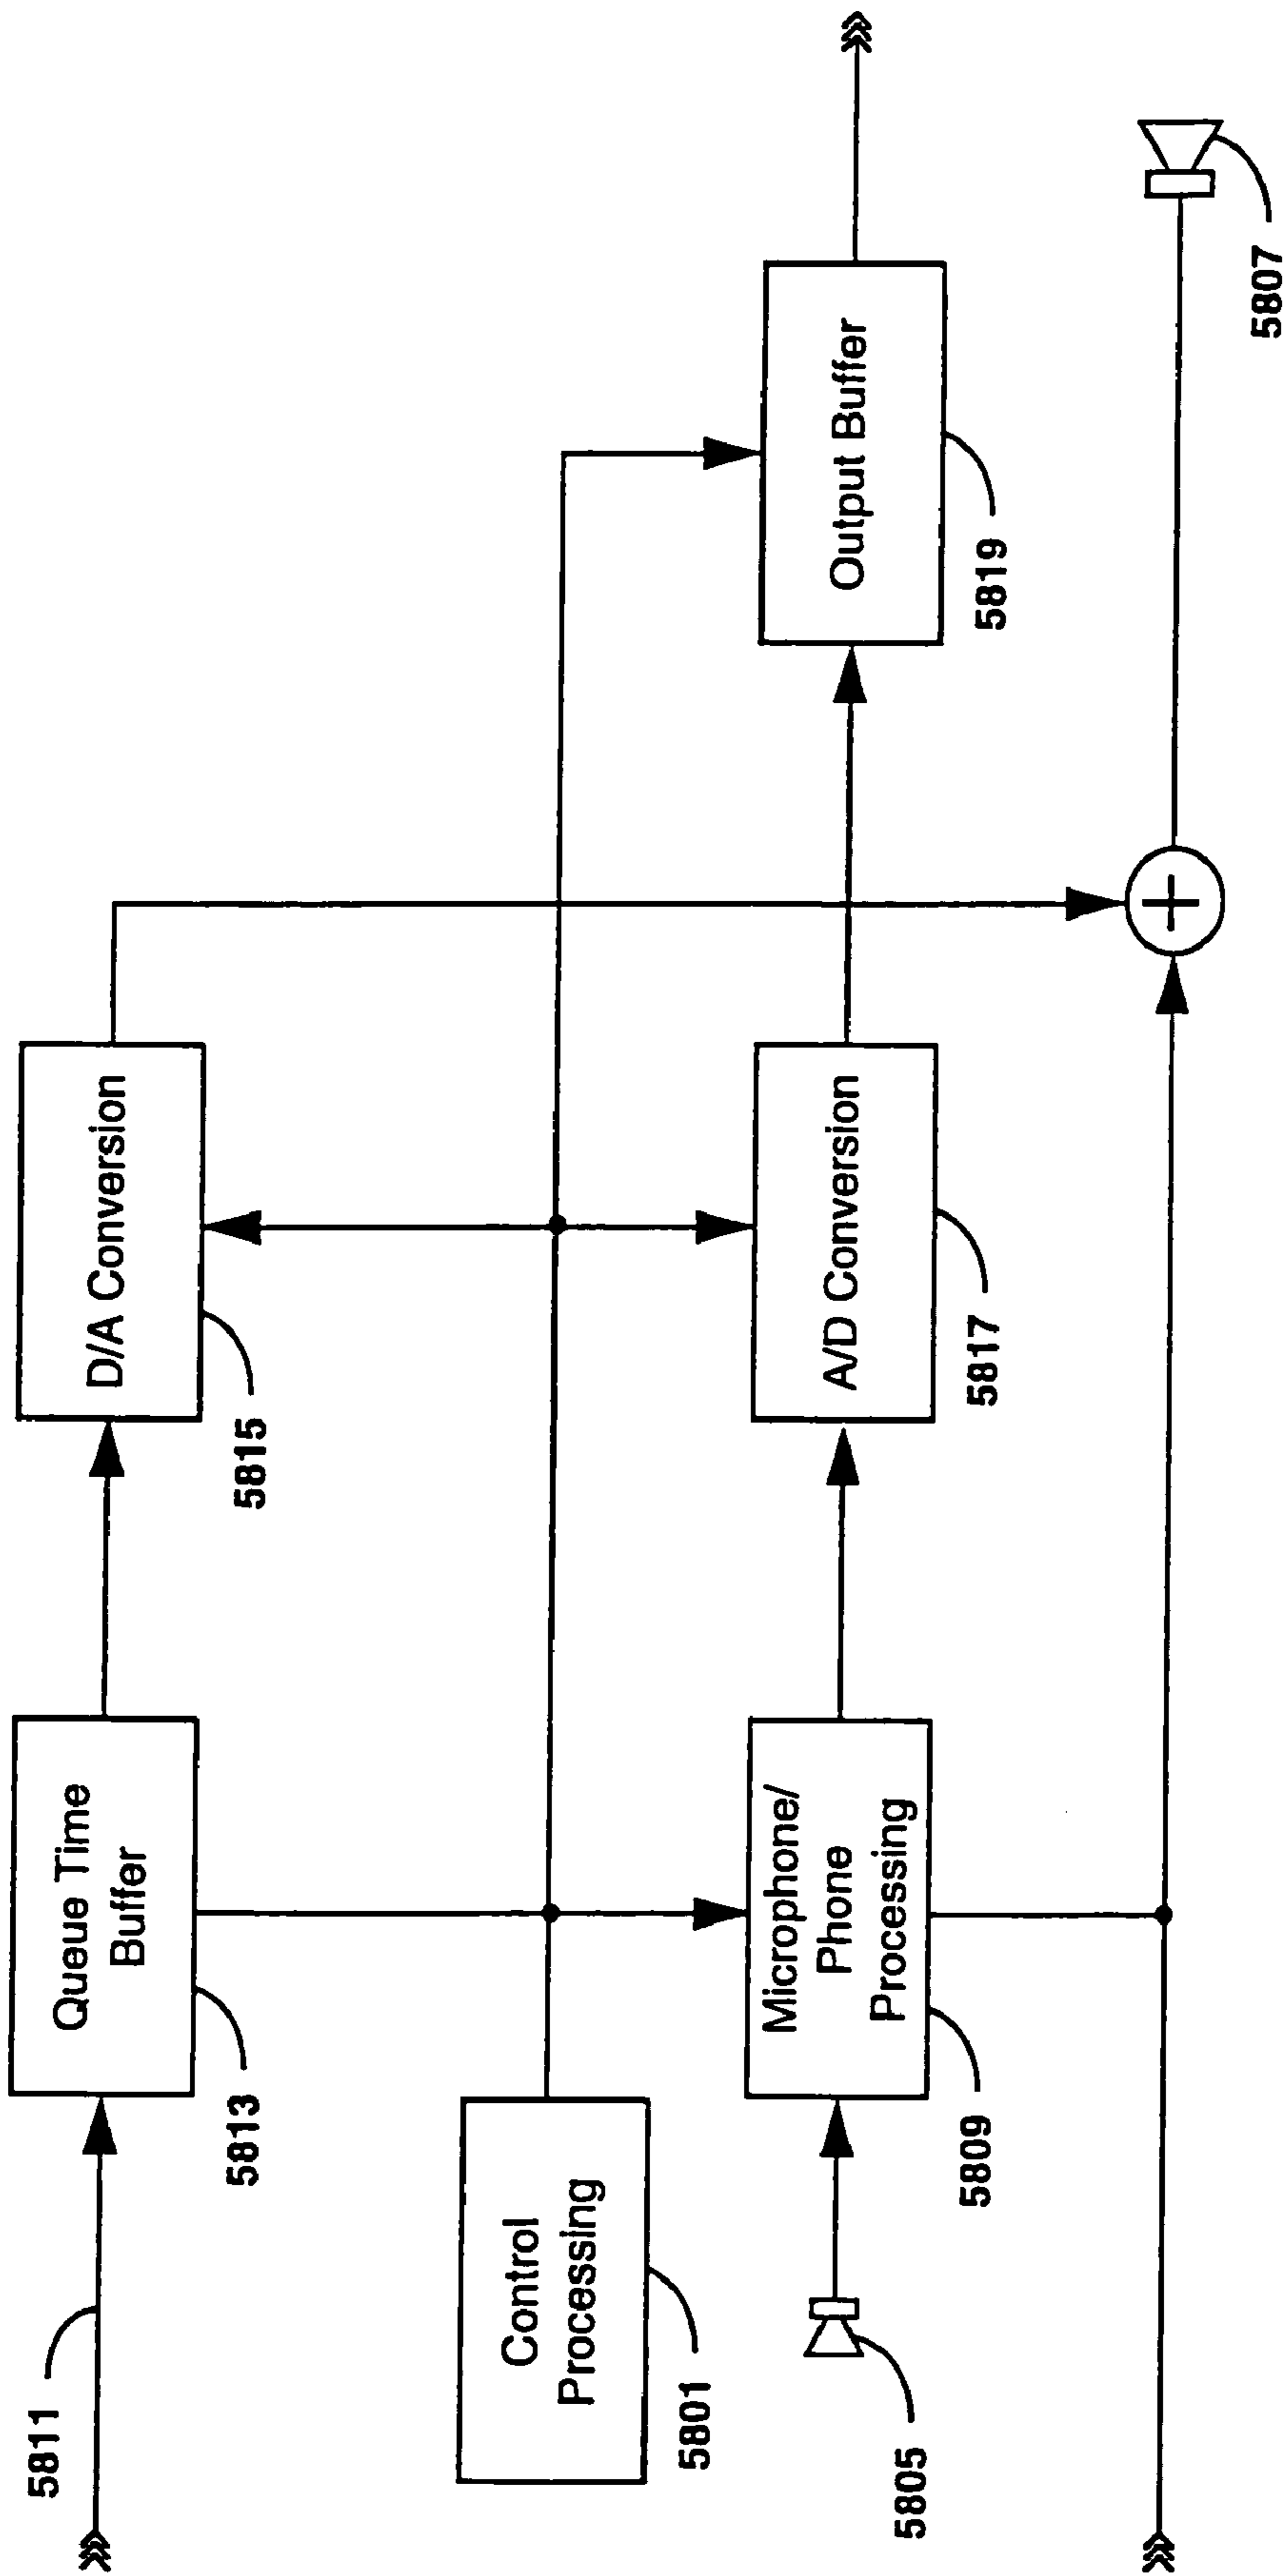 5811
Queue Time
Buffer
5813
D/A Conversion
5815
Control
Processing
5801
5805
Microphone/
Phone
Processing
5809
A/D Conversion
5817
Output Buffer
5819
+
5807